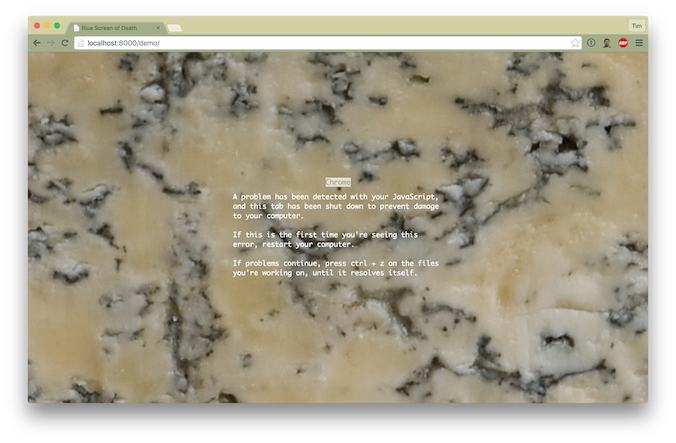 Blue Screen of Death
Tim
localhost:8000/demo/
ABP
Chrome
A problem has been detected with your JavaScript,
and this tab has been shut down to prevent damage
to your computer.
If this is the first time you're seeing this
error, restart your computer.
If problems continue, press ctrl + z on the files
you're working on, until it resolves itself.